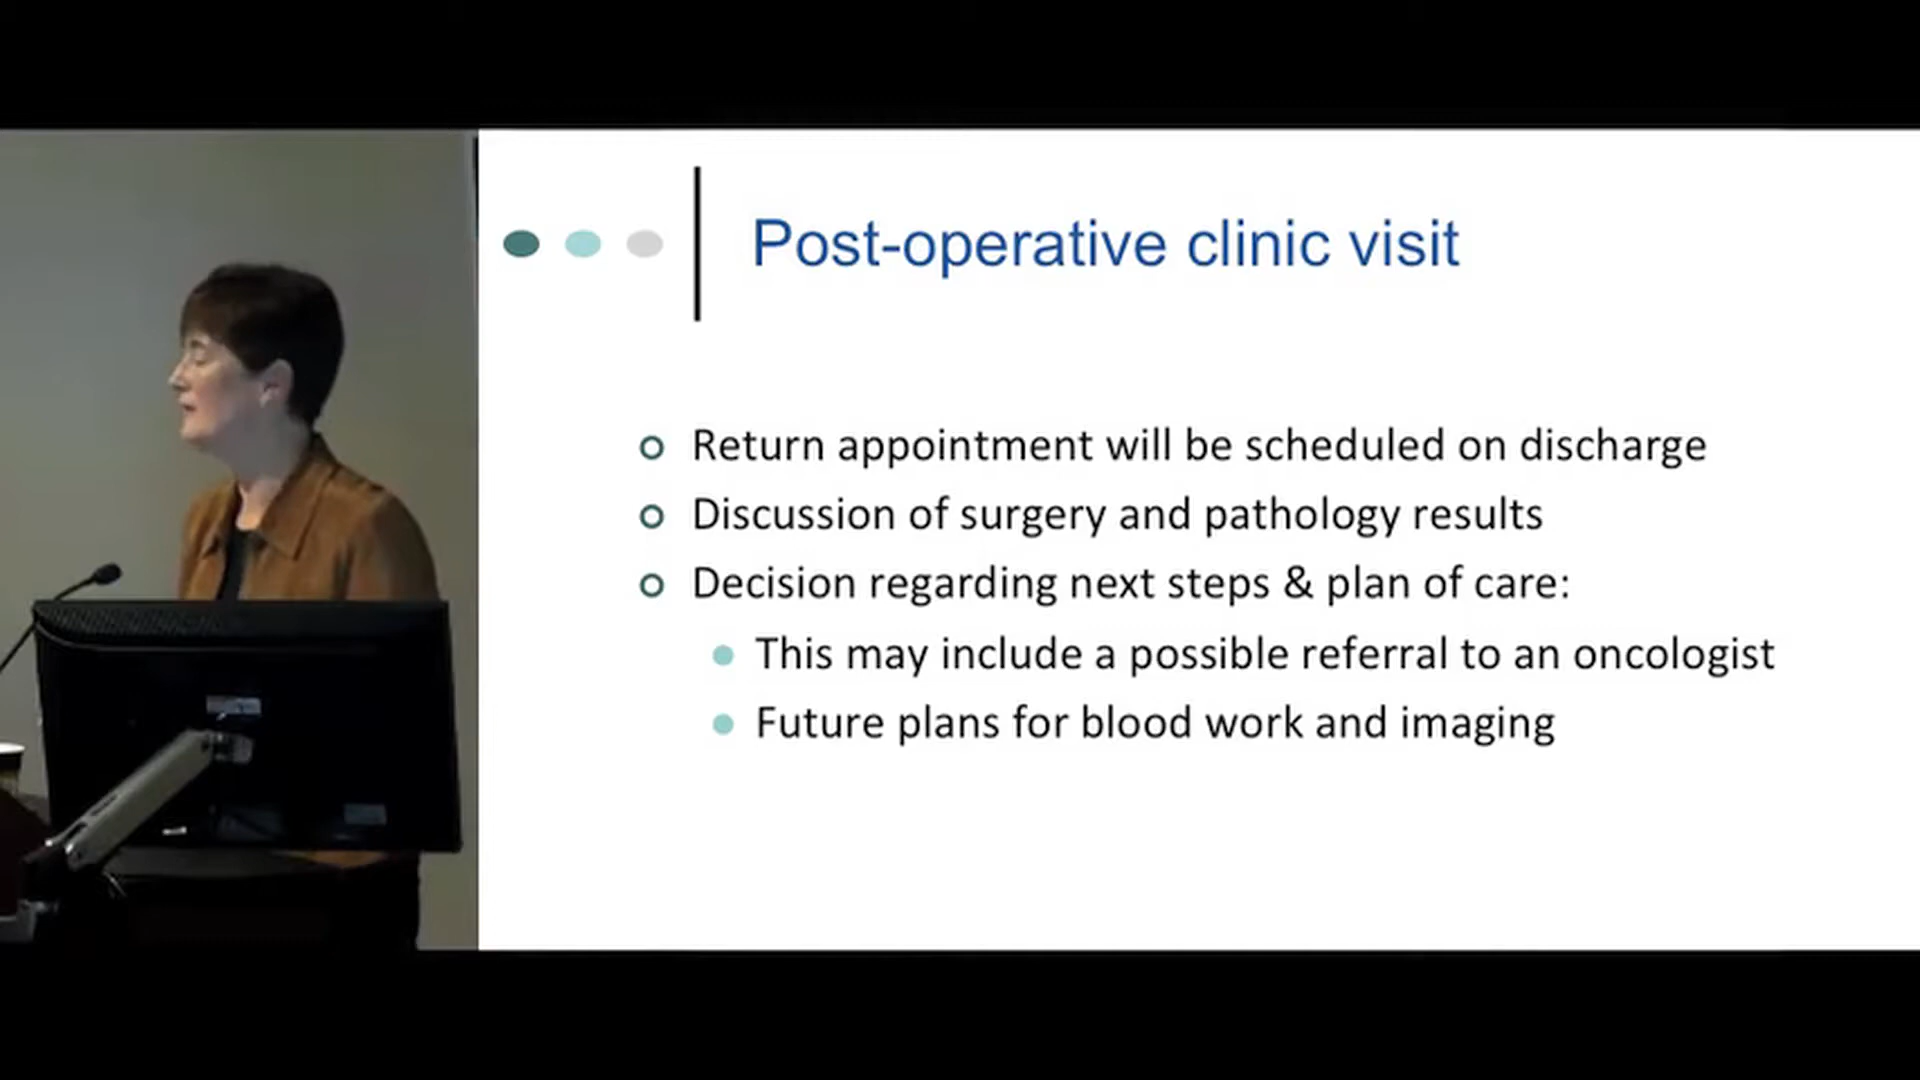 Post-operative clinic visit
Return appointment will be scheduled on discharge
Discussion of surgery and pathology results
Decision regarding next steps & plan of care:
This may include a possible referral to an oncologist
Future plans for blood work and imaging